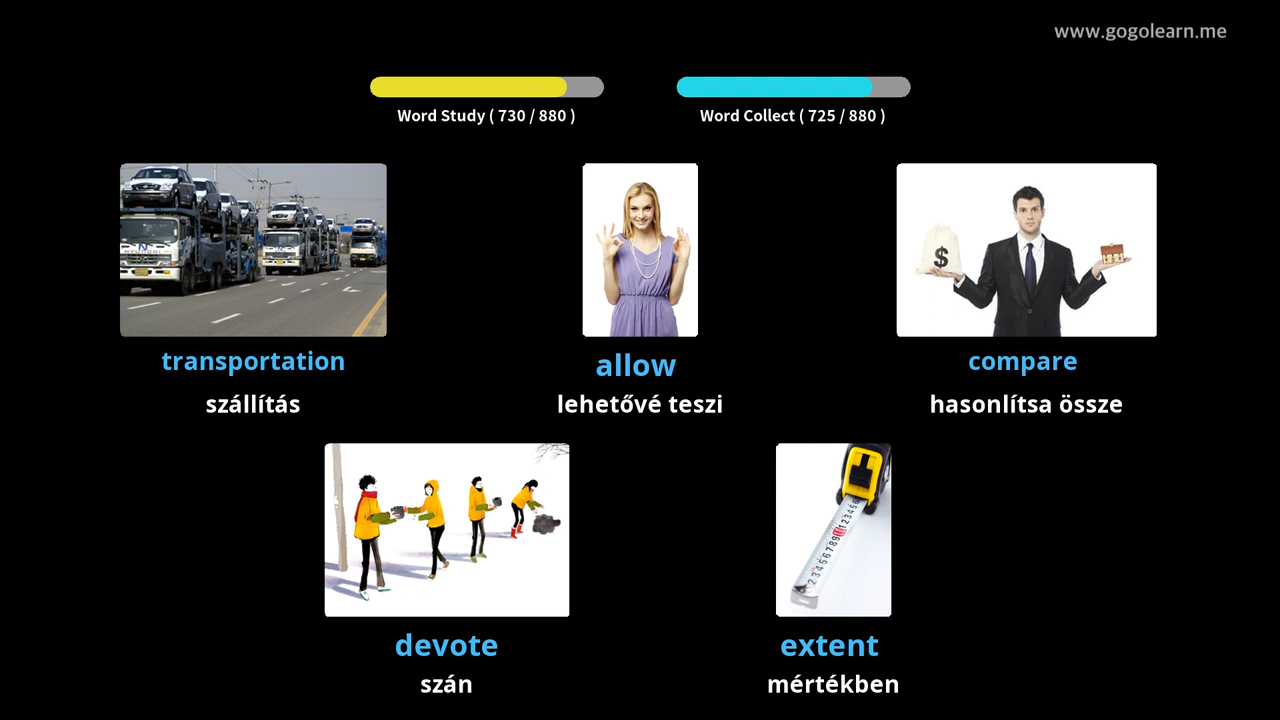 www.gogolearn.me
Word Study ( 730 / 880 )
Word Collect ( 725 / 880 )
transportation
szállítás
allow
lehetővé teszi
compare
hasonlítsa össze
$
devote
szán
extent
mértékben